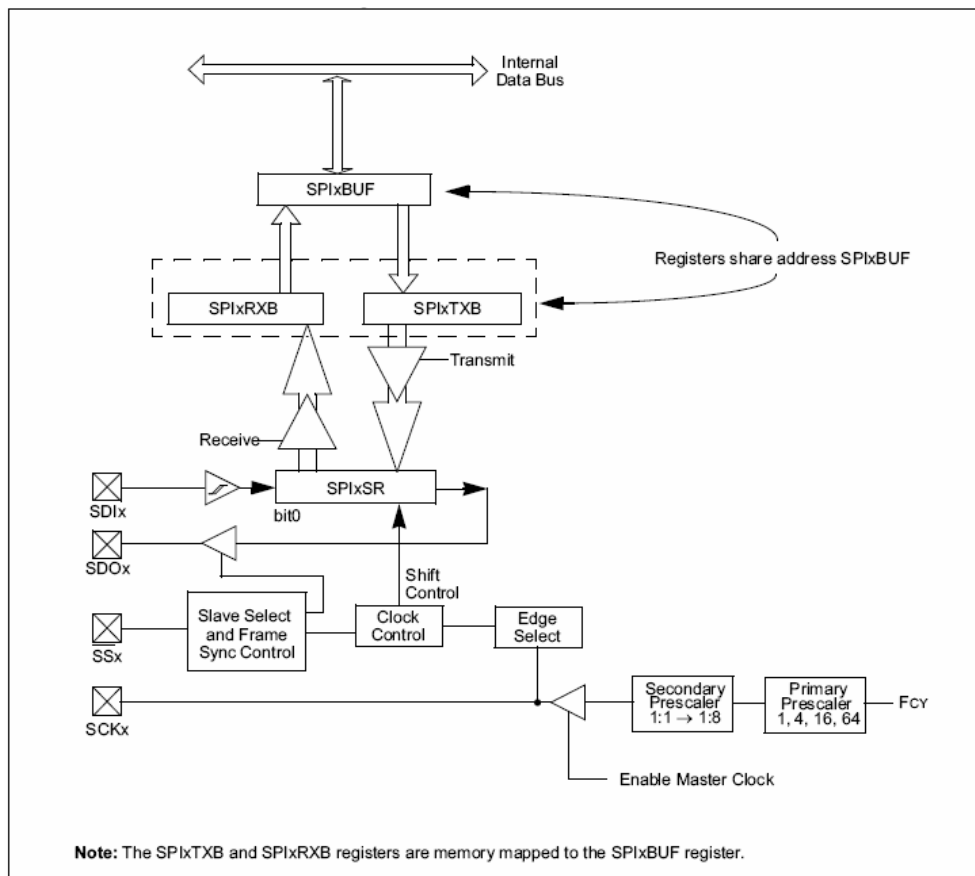 Internal
Data Bus
SPIxBUF
Registers share address SPIxBUF
SPIxRXB
SPIxTXB
Transmit
Receive
SPIxSR
SDIx
bit0
SDOx
Shift
Control
Slave Select
and Frame
Sync Control
Clock
Control
Edge
Select
SSx
Secondary
Prescaler
1:1 → 1:8
Primary
Prescaler
1, 4, 16, 64
FCY
SCKx
Enable Master Clock
Note: The SPIxTXB and SPIxRXB registers are memory mapped to the SPIxBUF register.